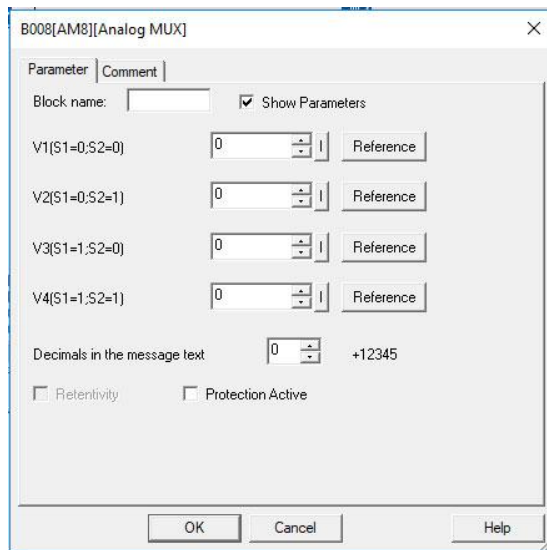 B008[AM8][Analog MUX]
Parameter Comment
Block name: Show Parameters
V1(S1=0;S2=0) 0 I Reference
V2(S1=0;S2=1) 0 I Reference
V3(S1=1;S2=0) 0 I Reference
V4(S1=1;S2=1) 0 I Reference
Decimals in the message text 0 +12345
Retentivity Protection Active
OK Cancel Help